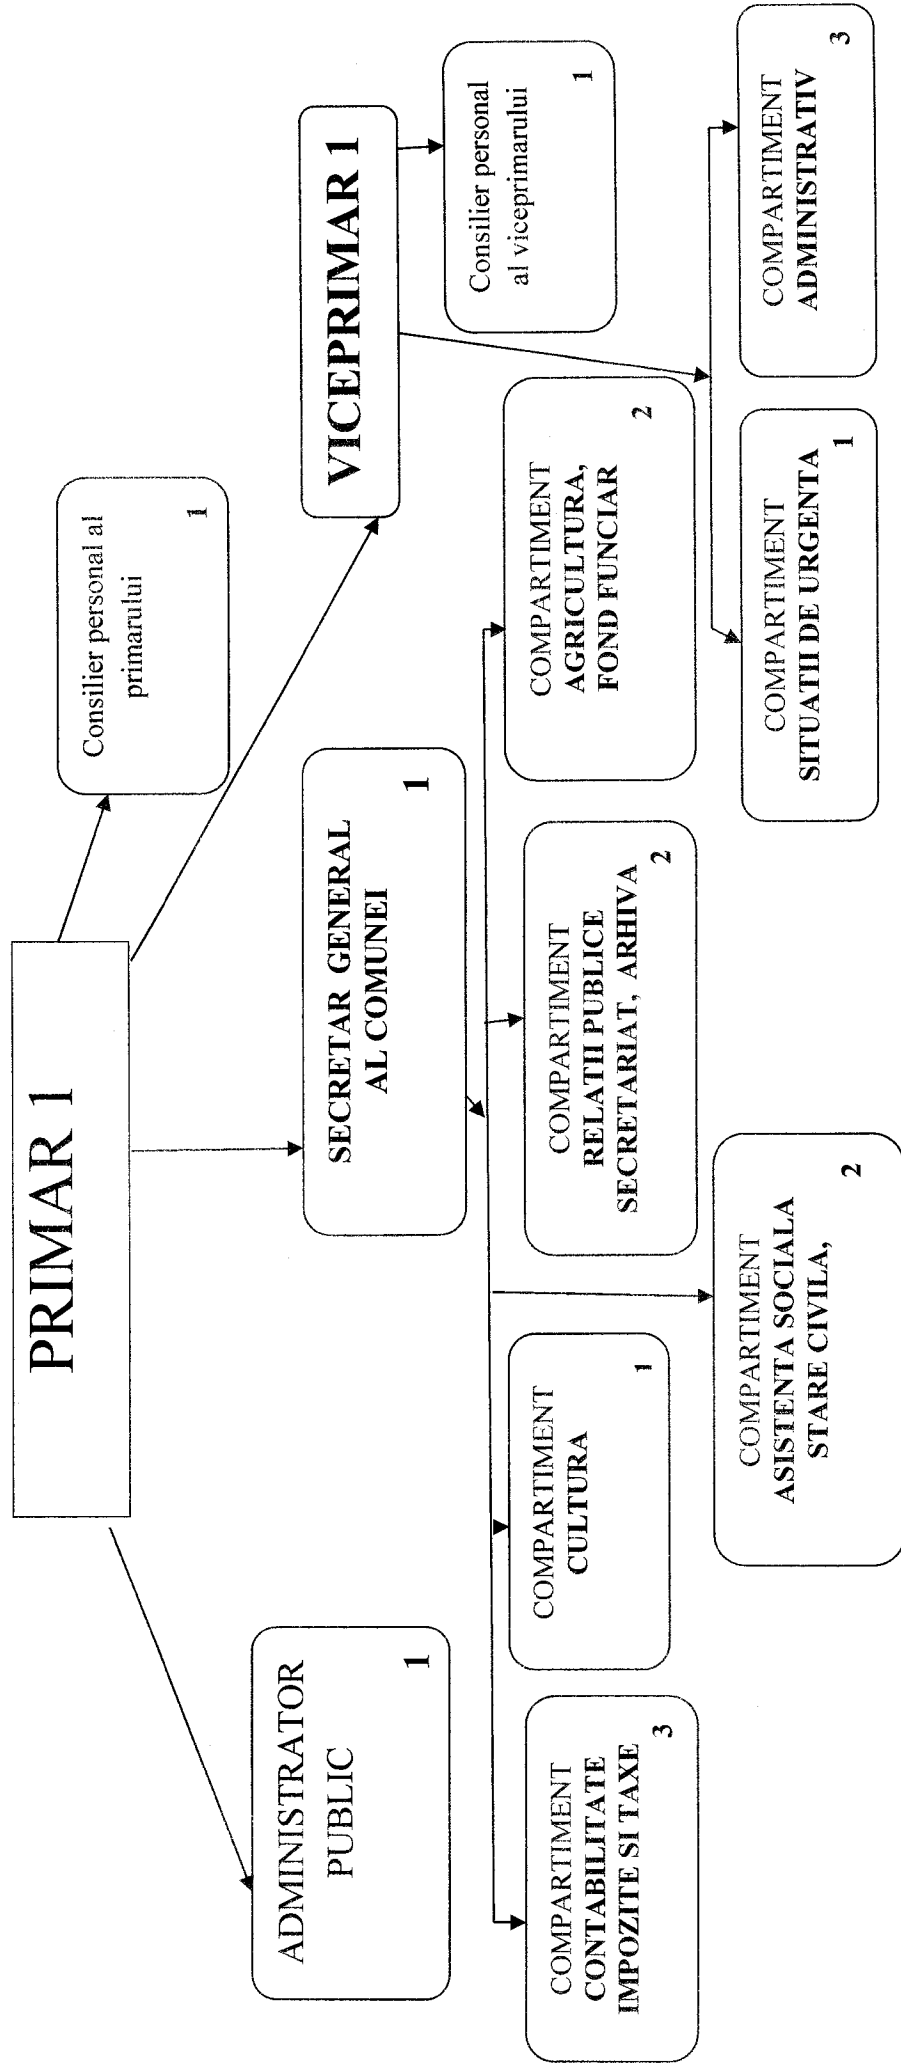 PRIMAR 1
Consilier personal al
primarului
1
ADMINISTRATOR
PUBLIC
1
SECRETAR GENERAL
AL COMUNEI
1
VICEPRIMAR 1
Consilier personal
al viceprimarului
1
COMPARTIMENT
CONTABILITATE
IMPOZITE SI TAXE
3
COMPARTIMENT
CULTURA
1
COMPARTIMENT
RELATII PUBLICE
SECRETARIAT, ARHIVA
2
COMPARTIMENT
AGRICULTURA,
FOND FUNCIAR
2
COMPARTIMENT
ASISTENTA SOCIALA
STARE CIVILA,
2
COMPARTIMENT
SITUATII DE URGENTA
1
COMPARTIMENT
ADMINISTRATIV
3